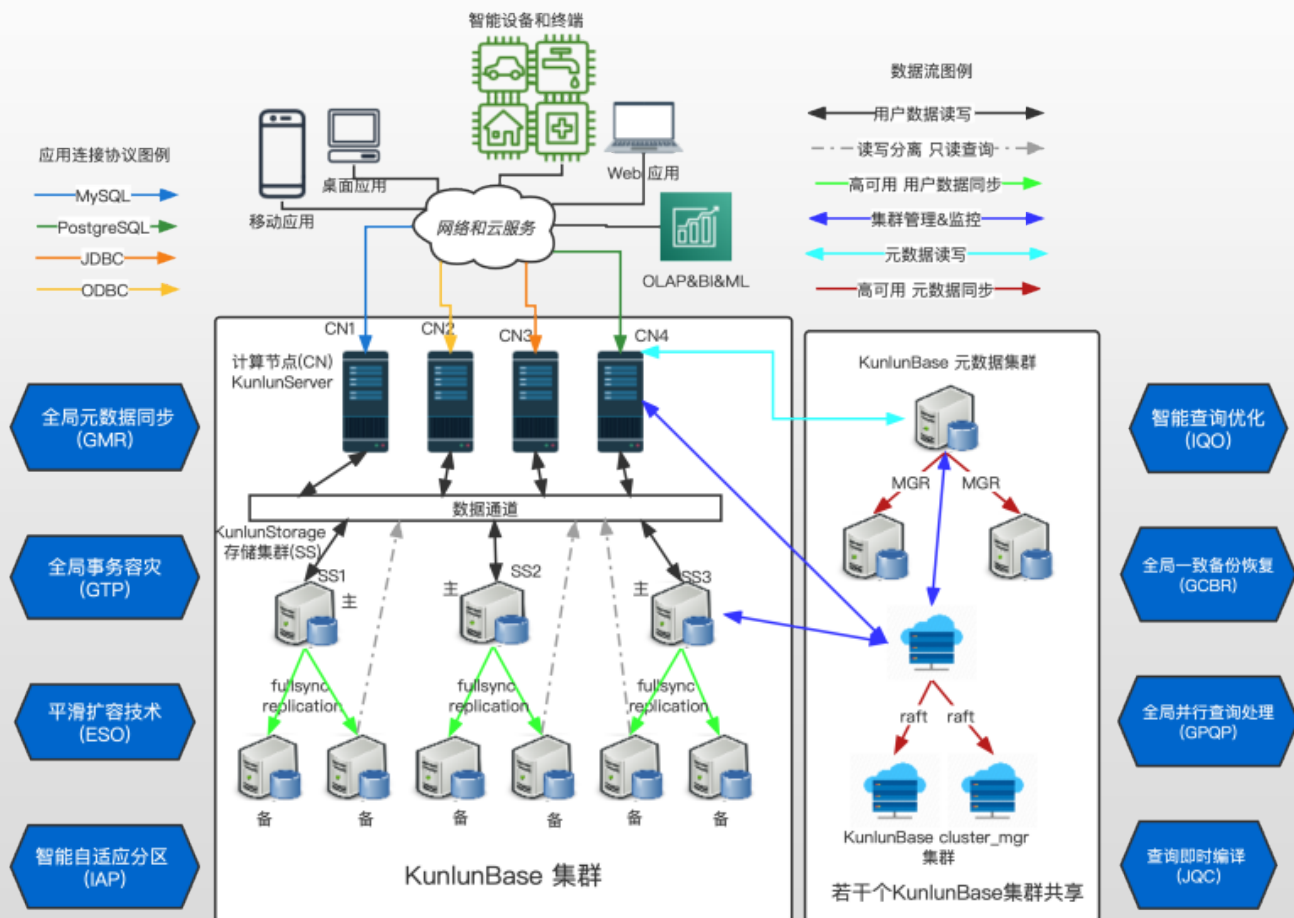 智能设备和终端
数据流图例
用户数据读写
读写分离 只读查询
高可用 用户数据同步
集群管理&监控
元数据读写
高可用 元数据同步
应用连接协议图例
MySQL
PostgreSQL
JDBC
ODBC
桌面应用
移动应用
Web 应用
网络和云服务
OLAP&BI&ML
CN1
CN2
CN3
CN4
计算节点(CN)
KunlunServer
数据通道
KunlunStorage
存储集群(SS)
SS1
主
SS2
主
SS3
主
fullsync
replication
fullsync
replication
fullsync
replication
备
备
备
备
备
备
KunlunBase 集群
KunlunBase 元数据集群
MGR
MGR
raft
raft
KunlunBase cluster_mgr
集群
若干个KunlunBase集群共享
全局元数据同步
(GMR)
全局事务容灾
(GTP)
平滑扩容技术
(ESO)
智能自适应分区
(IAP)
智能查询优化
(IQO)
全局一致备份恢复
(GCBR)
全局并行查询处理
(GPQP)
查询即时编译
(JQC)